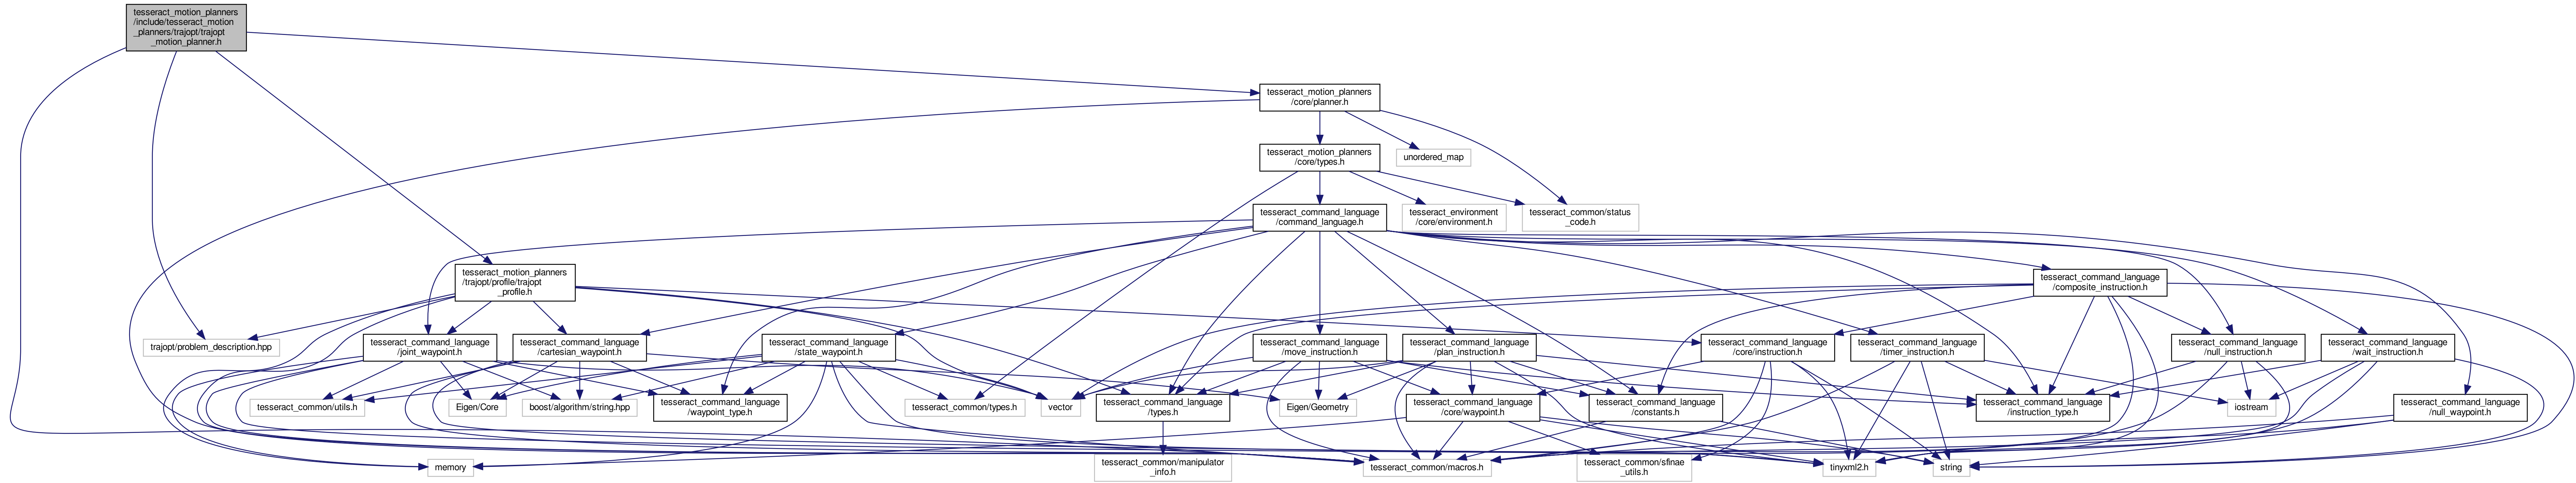 tesseract_motion_planners
/include/tesseract_motion
_planners/trajopt/trajopt
_motion_planner.h
tesseract_motion_planners
/core/planner.h
tesseract_motion_planners
/core/types.h
unordered_map
tesseract_command_language
/command_language.h
tesseract_environment
/core/environment.h
tesseract_common/status
_code.h
tesseract_motion_planners
/trajopt/profile/trajopt
_profile.h
tesseract_command_language
/composite_instruction.h
trajopt/problem_description.hpp
tesseract_command_language
/joint_waypoint.h
tesseract_command_language
/cartesian_waypoint.h
tesseract_command_language
/state_waypoint.h
tesseract_command_language
/move_instruction.h
tesseract_command_language
/plan_instruction.h
tesseract_command_language
/core/instruction.h
tesseract_command_language
/timer_instruction.h
tesseract_command_language
/null_instruction.h
tesseract_command_language
/wait_instruction.h
tesseract_common/utils.h
Eigen/Core
boost/algorithm/string.hpp
tesseract_command_language
/waypoint_type.h
tesseract_common/types.h
vector
tesseract_command_language
/types.h
Eigen/Geometry
tesseract_command_language
/core/waypoint.h
tesseract_command_language
/constants.h
tesseract_command_language
/instruction_type.h
iostream
tesseract_command_language
/null_waypoint.h
memory
tesseract_common/manipulator
_info.h
tesseract_common/macros.h
tesseract_common/sfinae
_utils.h
tinyxml2.h
string